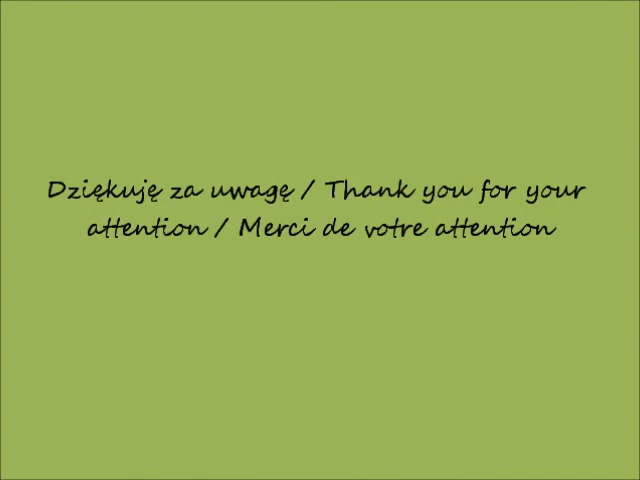 Dziękuję za uwagę / Thank you for your
attention / Merci de votre attention